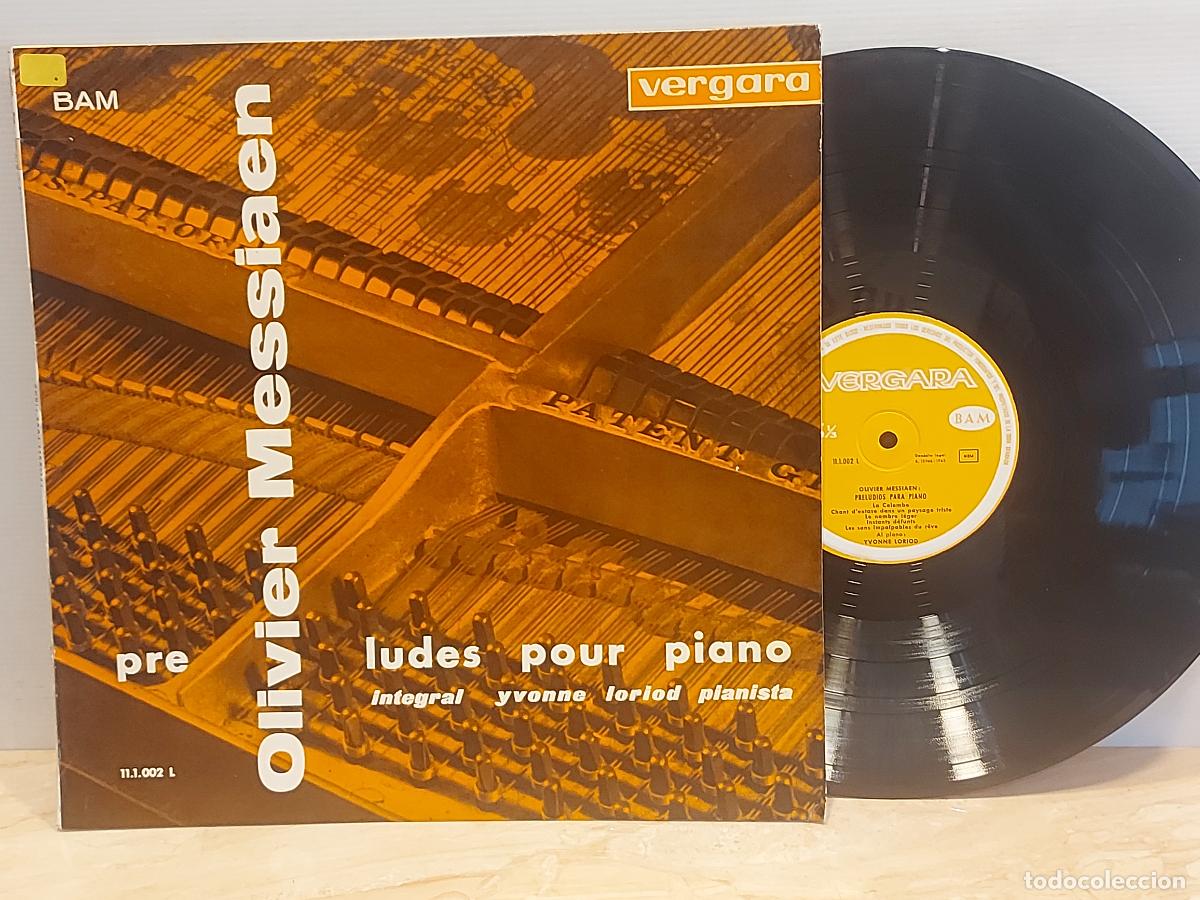 BAM
vergara
Olivier Messiaen
PATENT
pre ludes pour piano
integral yvonne loriod pianista
11.1.002 L
VERGARA
BAM
11.1.002 L
OLIVIER MESSIAEN:
PRELUDIOS PARA PIANO
La Colombe
Chant d'extase dans un paysage triste
Le nombre léger
Instants défunts
Les sons impalpables du rêve
Al piano:
YVONNE LORIOD
todocoleccion